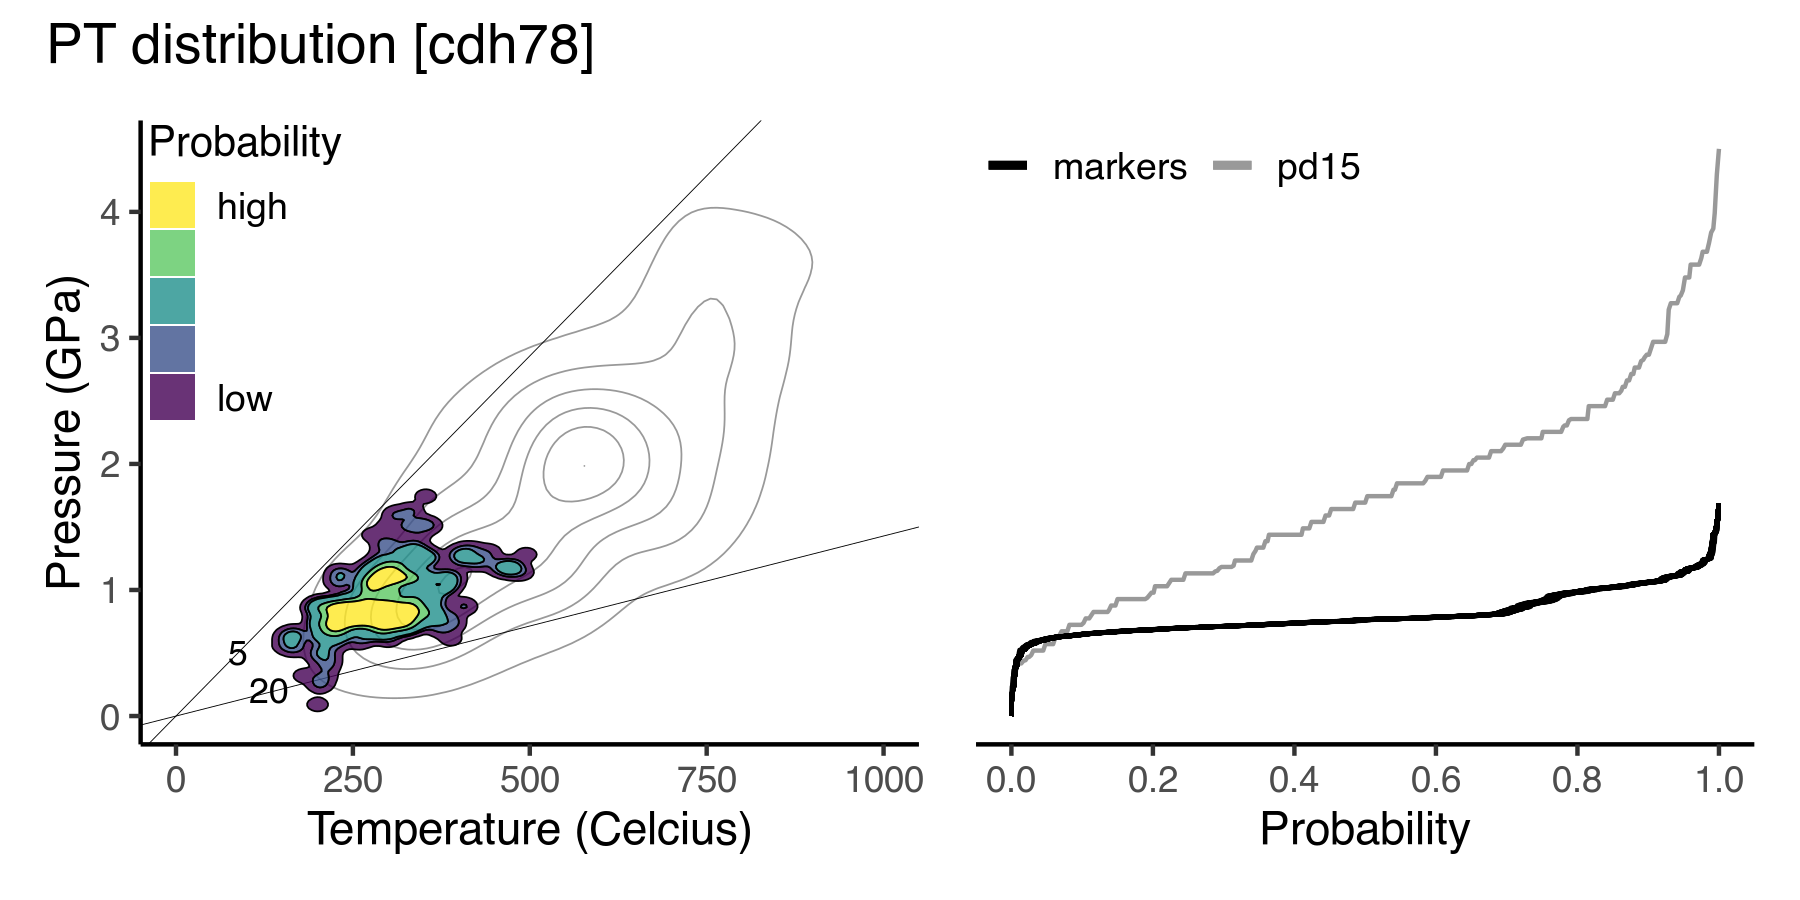 PT distribution [cdh78]
Probability
high
low
Pressure (GPa)
4
3
2
1
0
5
20
0 250 500 750 1000
Temperature (Celcius)
markers pd15
0.0 0.2 0.4 0.6 0.8 1.0
Probability